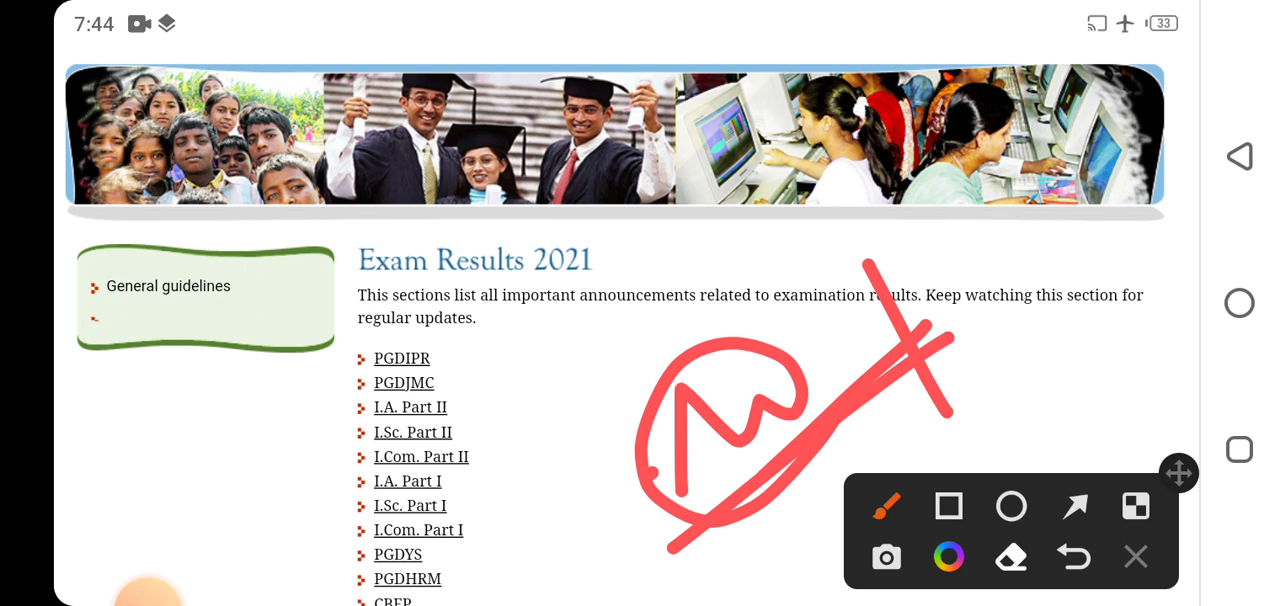 7:44
33
General guidelines
Exam Results 2021
This sections list all important announcements related to examination results. Keep watching this section for
regular updates.
PGDIPR
PGDJMC
I.A. Part II
I.Sc. Part II
I.Com. Part II
I.A. Part I
I.Sc. Part I
I.Com. Part I
PGDYS
PGDHRM